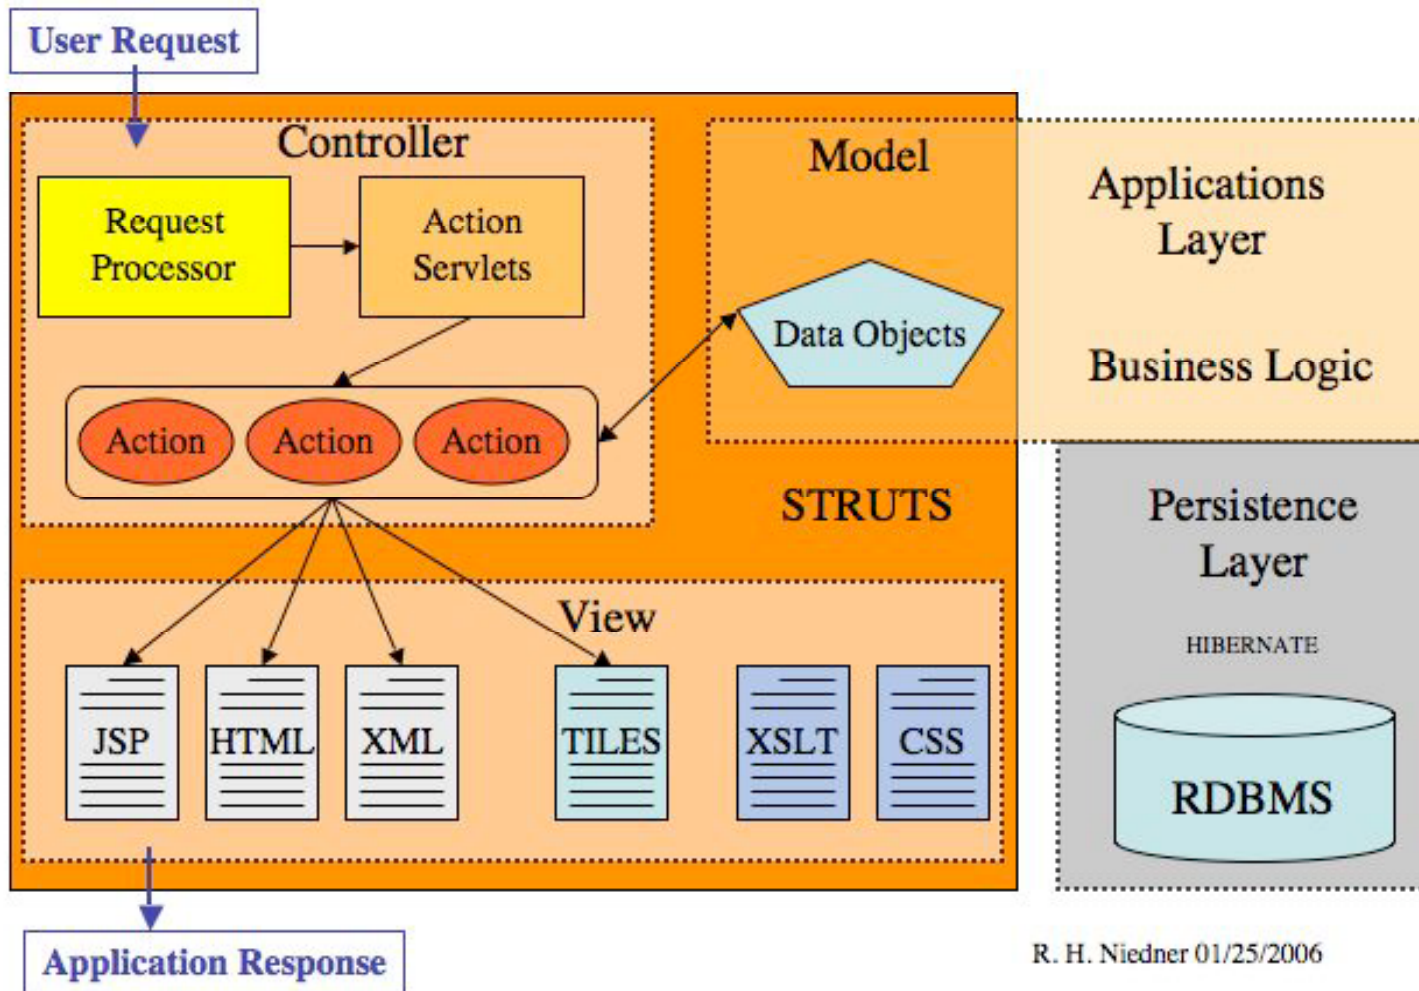 User Request
Controller
Request
Processor
Action
Servlets
Action
Action
Action
Model
Data Objects
Applications
Layer
Business Logic
STRUTS
Persistence
Layer
HIBERNATE
RDBMS
View
JSP
HTML
XML
TILES
XSLT
CSS
Application Response
R. H. Niedner 01/25/2006